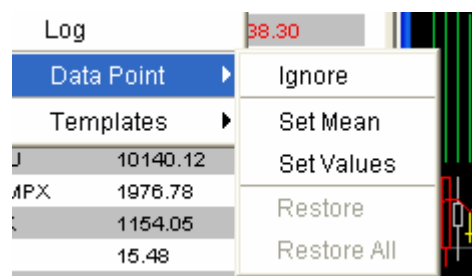 Log
38.30
Data Point
Ignore
Templates
Set Mean
10140.12
Set Values
MPX 1976.78
1154.05
Restore
15.48
Restore All